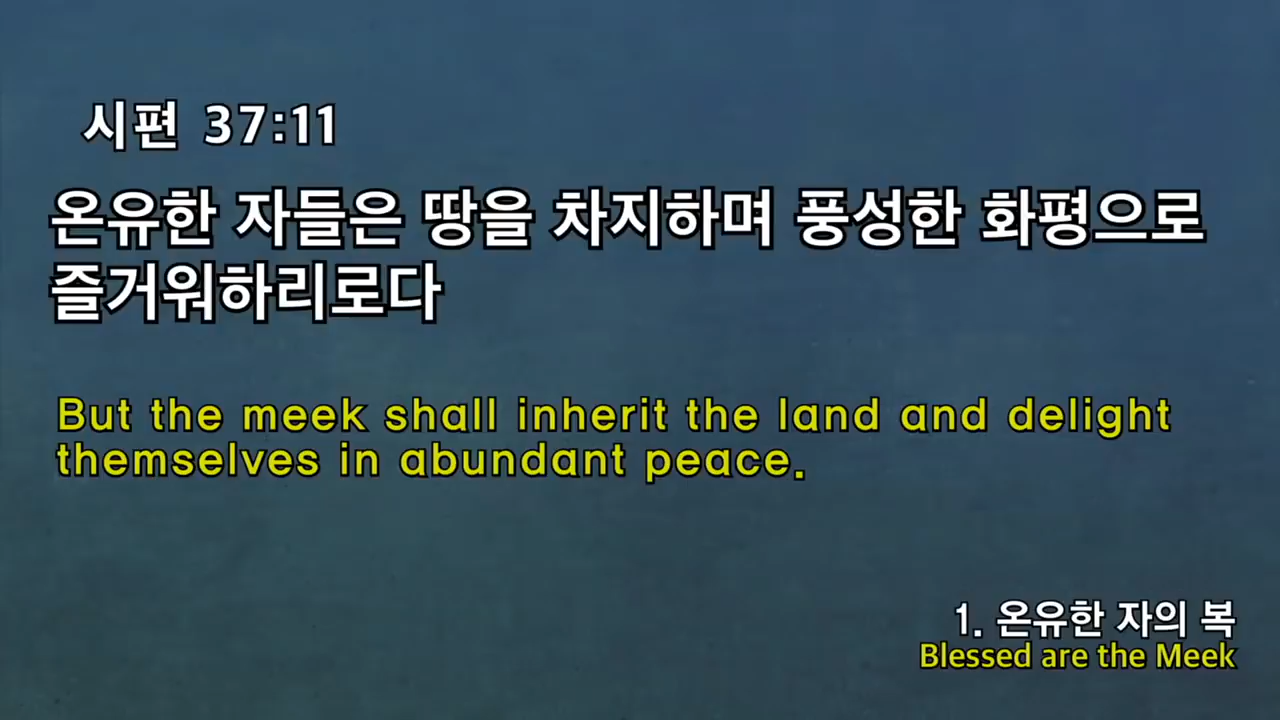 시편 37:11
온유한 자들은 땅을 차지하며 풍성한 화평으로
즐거워하리로다
But the meek shall inherit the land and delight
themselves in abundant peace.
1. 온유한 자의 복
Blessed are the Meek